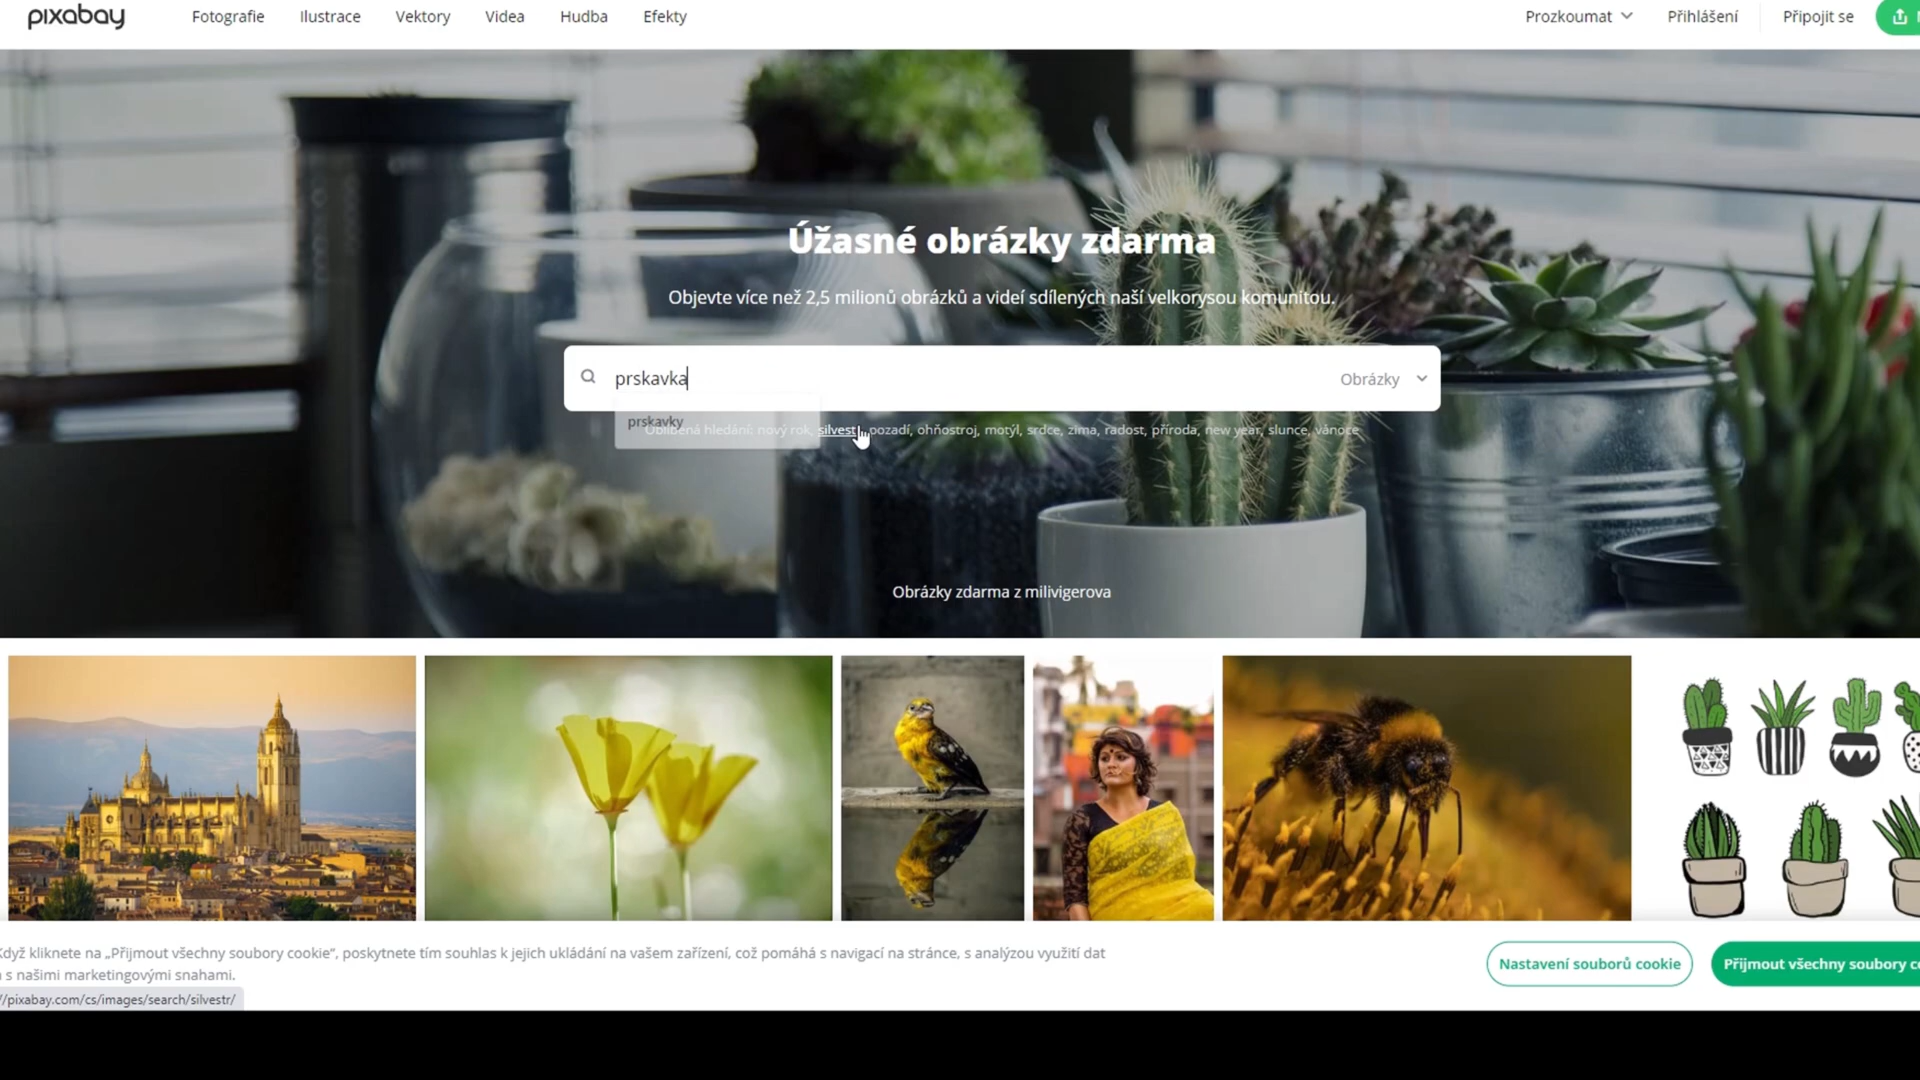 pixabay
Fotografie Ilustrace Vektory Videa Hudba Efekty Prozkoumat Přihlášení Připojit se
Úžasné obrázky zdarma
Objevte více než 2,5 milionů obrázků a videí sdílených naší velkorysou komunitou.
prskavka Obrázky
prskavky
Oblíbená hledání: nový rok, silvestr, pozadí, ohňostroj, motýl, srdce, zima, radost, příroda, new year, slunce, vánoce
Obrázky zdarma z milivigerova
Když kliknete na „Přijmout všechny soubory cookie“, poskytnete tím souhlas k jejich ukládání na vašem zařízení, což pomáhá s navigací na stránce, s analýzou využití dat
s našimi marketingovými snahami.
Nastavení souborů cookie
Přijmout všechny soubory
//pixabay.com/cs/images/search/silvestr/